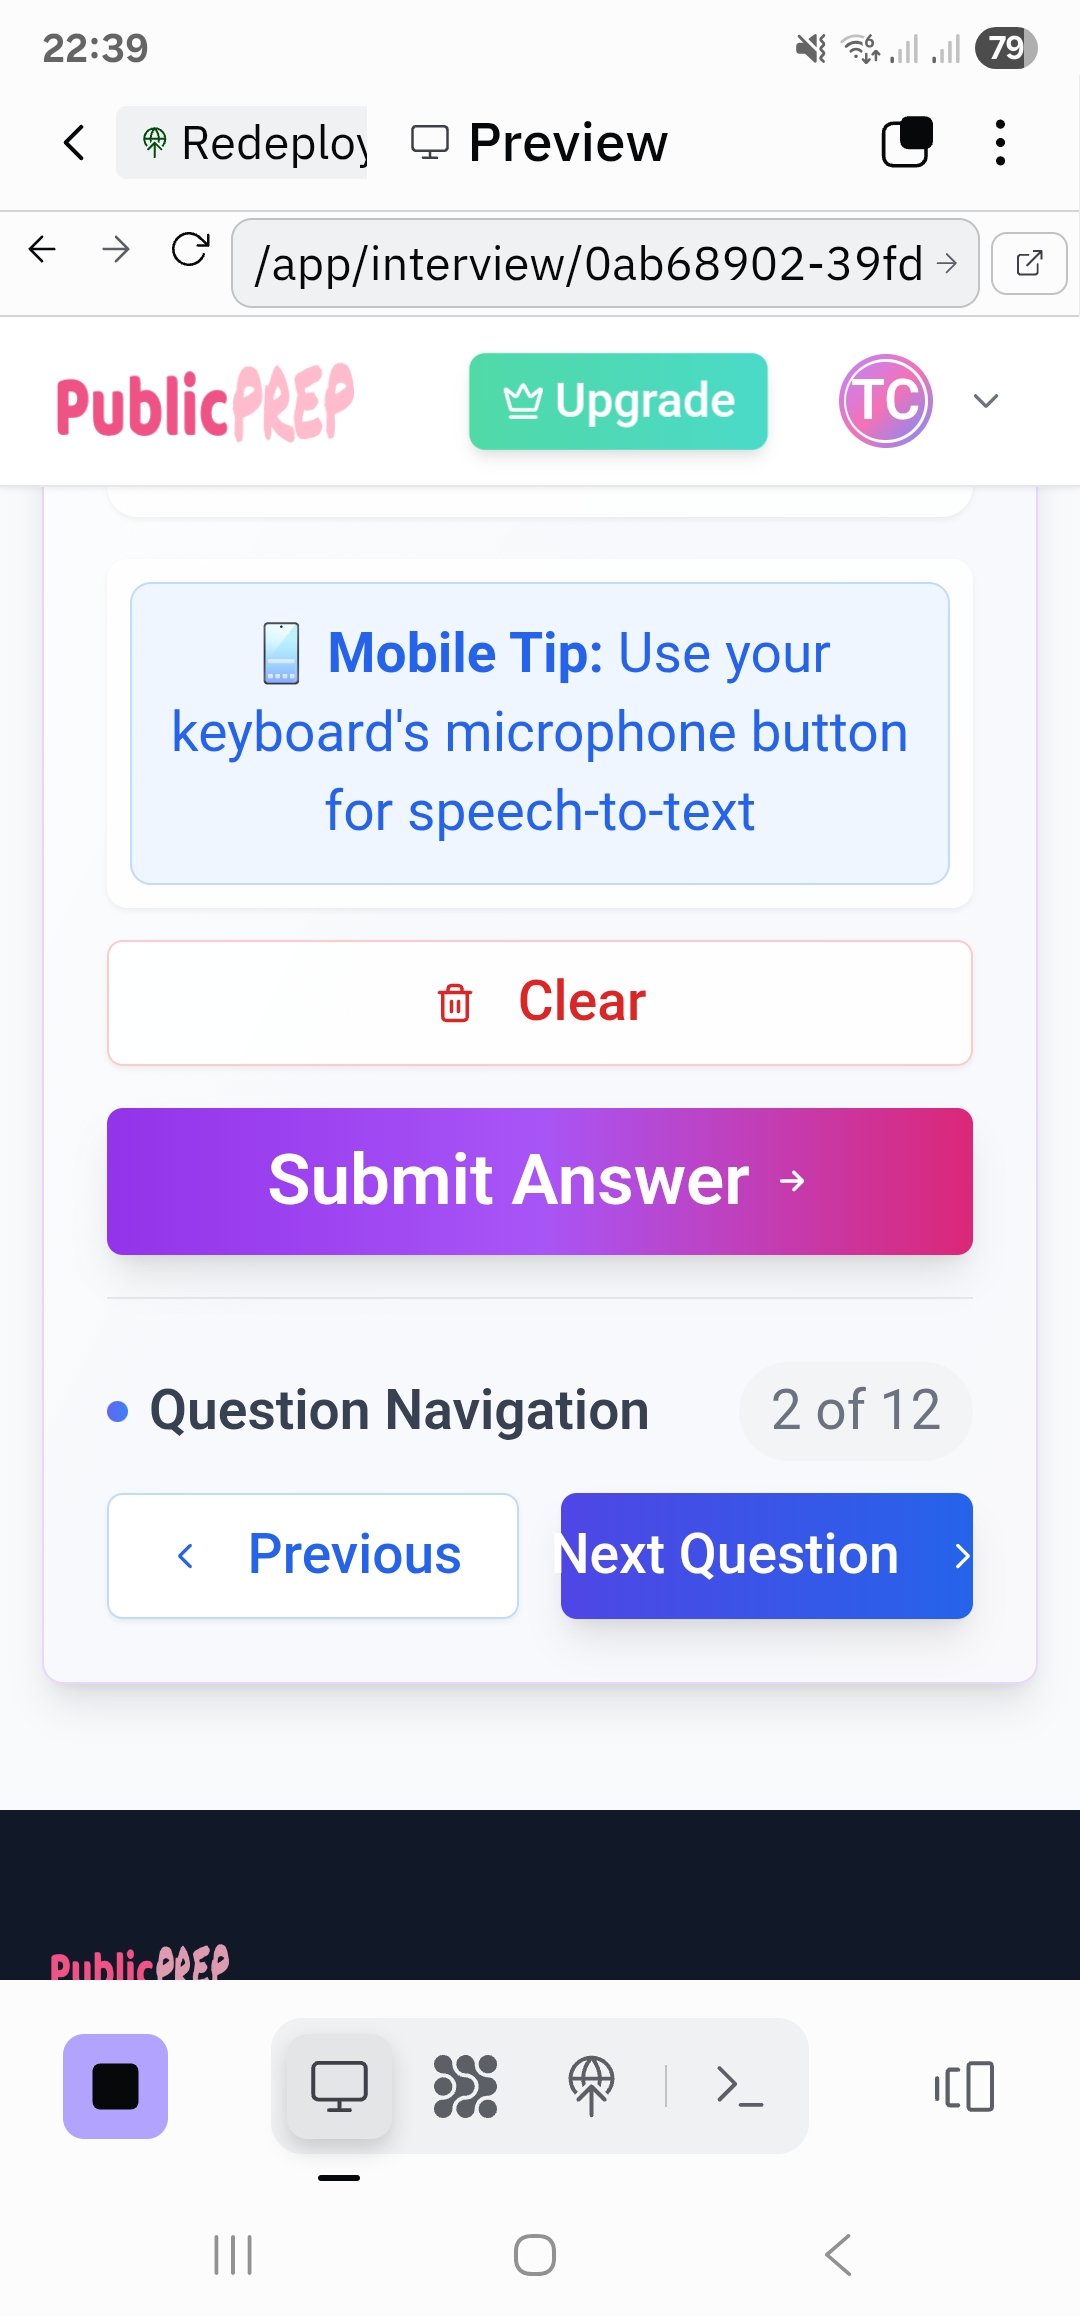 22:39
79
Redeploy
Preview
/app/interview/0ab68902-39fd
PublicPREP
Upgrade
TC
Mobile Tip: Use your
keyboard's microphone button
for speech-to-text
Clear
Submit Answer
Question Navigation
2 of 12
Previous
Next Question
PublicPREP